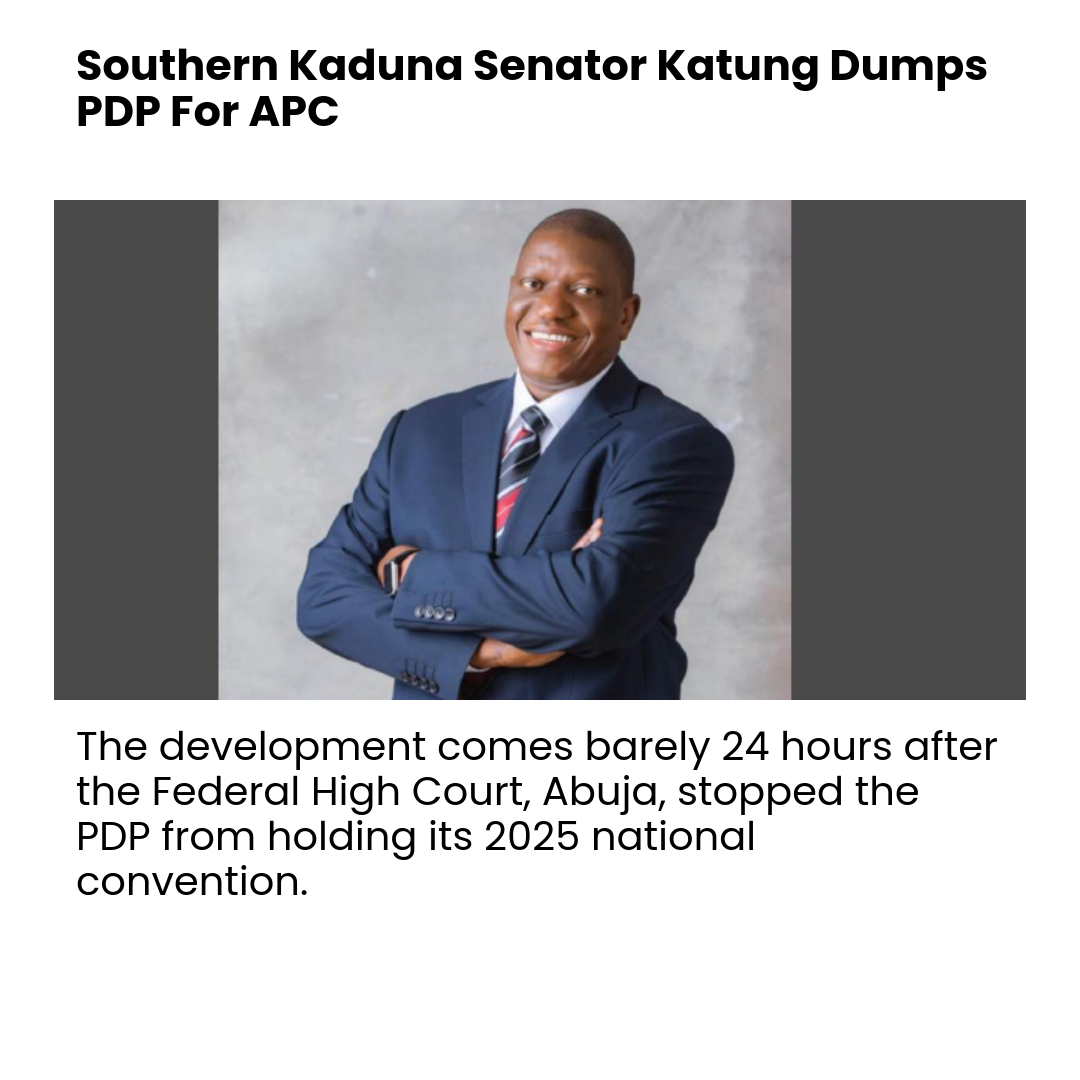 Southern Kaduna Senator Katung Dumps
PDP For APC
The development comes barely 24 hours after
the Federal High Court, Abuja, stopped the
PDP from holding its 2025 national
convention.